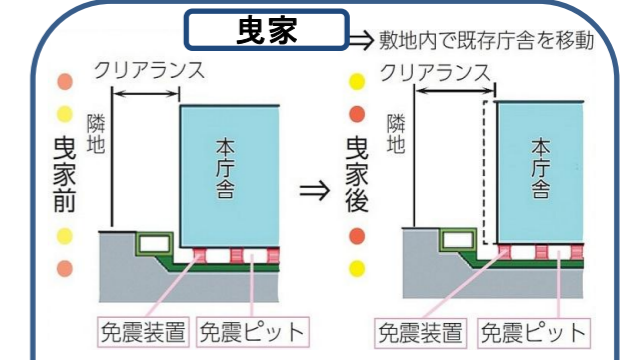 曳家
⇒敷地内で既存庁舎を移動
クリアランス
隣地
曳家前
本庁舎
免震装置
免震ピット
⇒
クリアランス
隣地
曳家後
本庁舎
免震装置
免震ピット